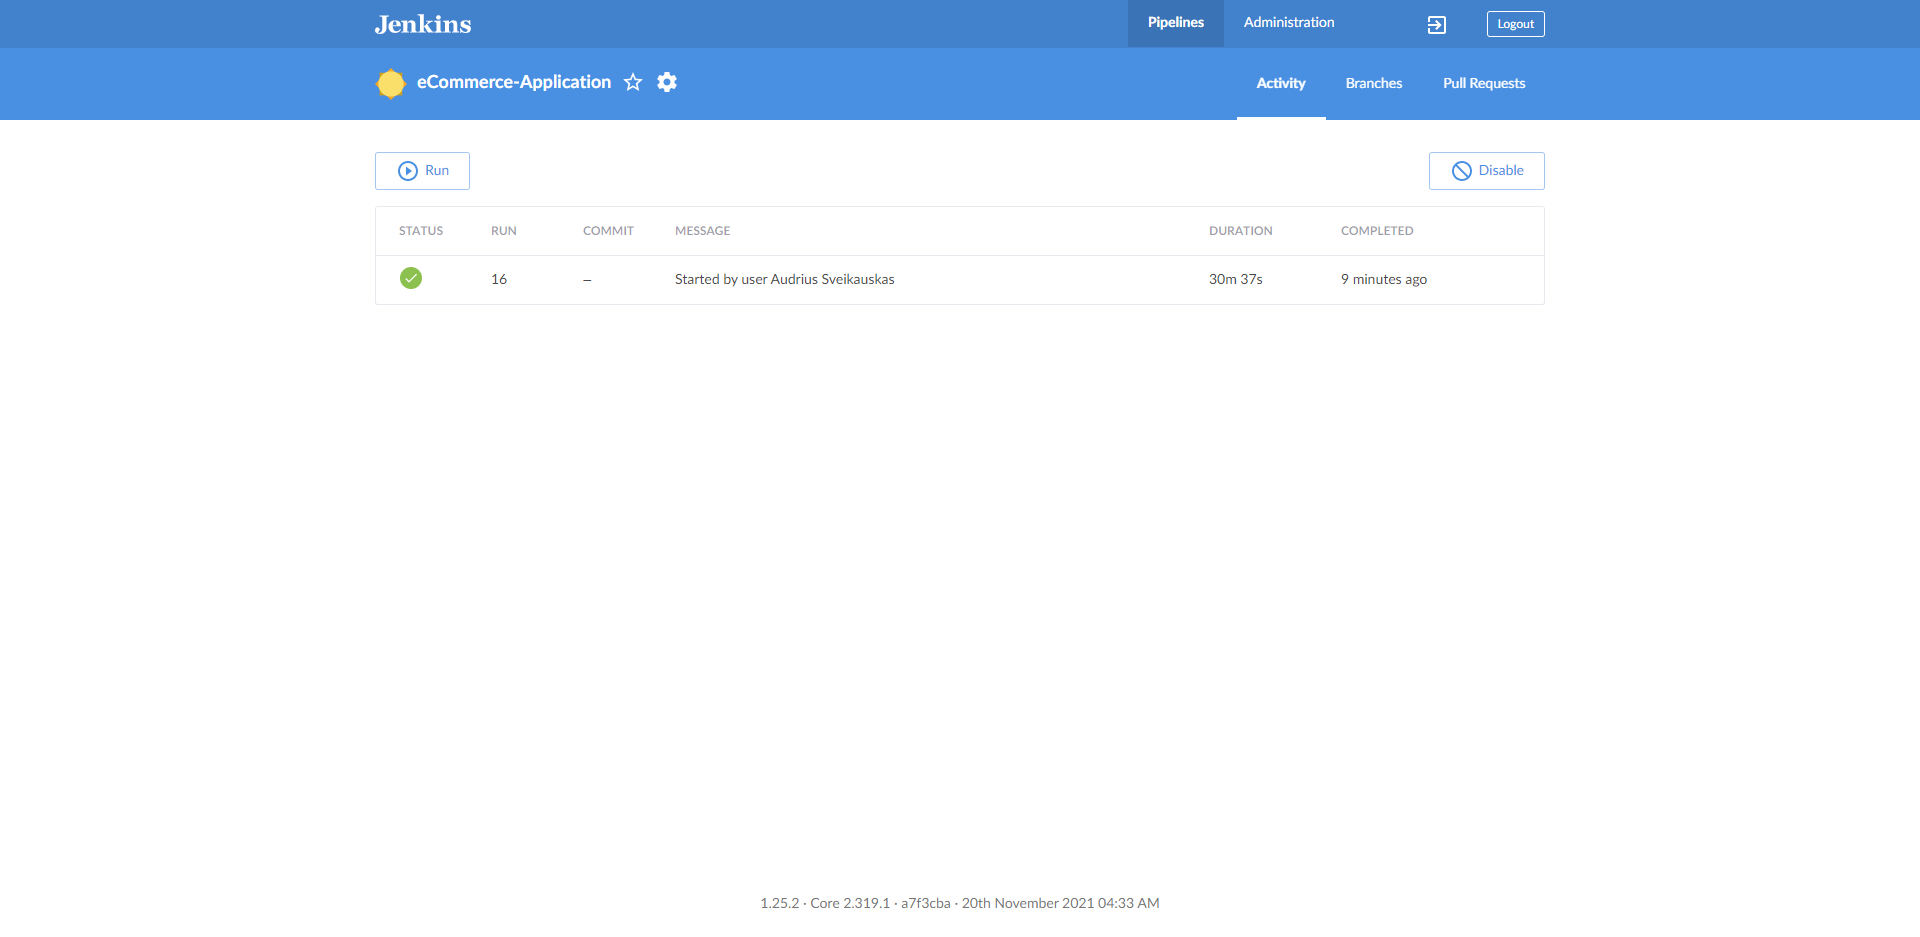 Jenkins
Pipelines Administration Logout
eCommerce-Application
Activity Branches Pull Requests
Run Disable
STATUS RUN COMMIT MESSAGE DURATION COMPLETED
16 – Started by user Audrius Sveikauskas 30m 37s 9 minutes ago
1.25.2 · Core 2.319.1 · a7f3cba · 20th November 2021 04:33 AM